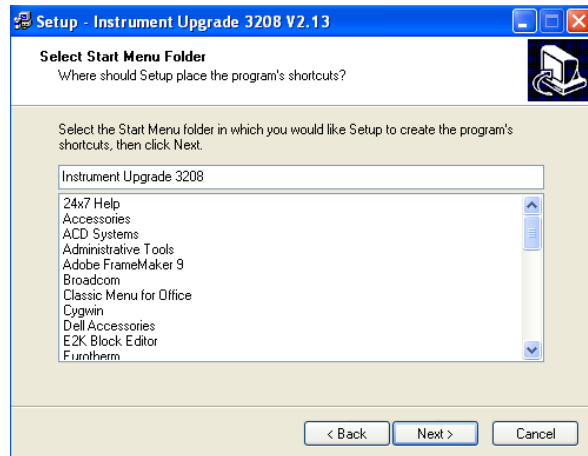 Setup - Instrument Upgrade 3208 V2.13
Select Start Menu Folder
Where should Setup place the program's shortcuts?
Select the Start Menu folder in which you would like Setup to create the program's
shortcuts, then click Next.
Instrument Upgrade 3208
24x7 Help
Accessories
ACD Systems
Administrative Tools
Adobe FrameMaker 9
Broadcom
Classic Menu for Office
Cygwin
Dell Accessories
E2K Block Editor
Eurotherm
< Back
Next >
Cancel